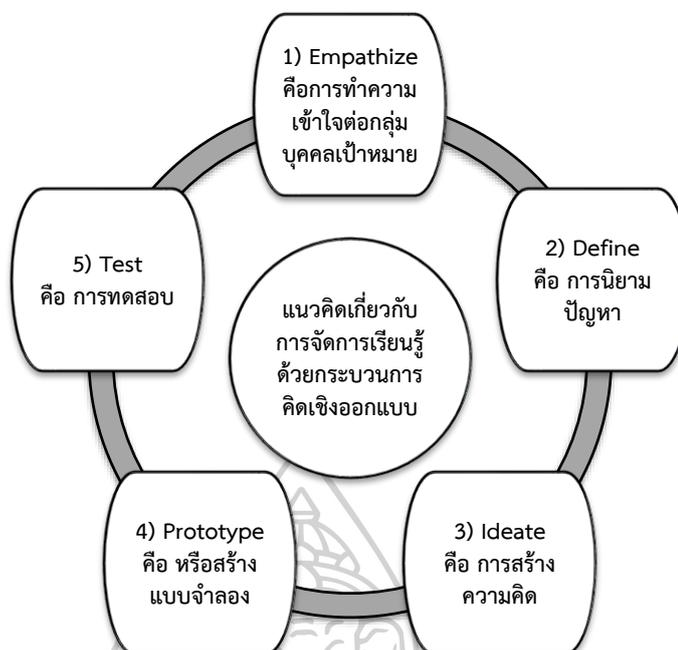 1) Empathize
คือการทำความ
เข้าใจต่อกลุ่ม
บุคคลเป้าหมาย
2) Define
คือ การนิยาม
ปัญหา
3) Ideate
คือ การสร้าง
ความคิด
4) Prototype
คือ หรือสร้าง
แบบจำลอง
5) Test
คือ การทดสอบ
แนวคิดเกี่ยวกับ
การจัดการเรียนรู้
ด้วยกระบวนการ
คิดเชิงออกแบบ